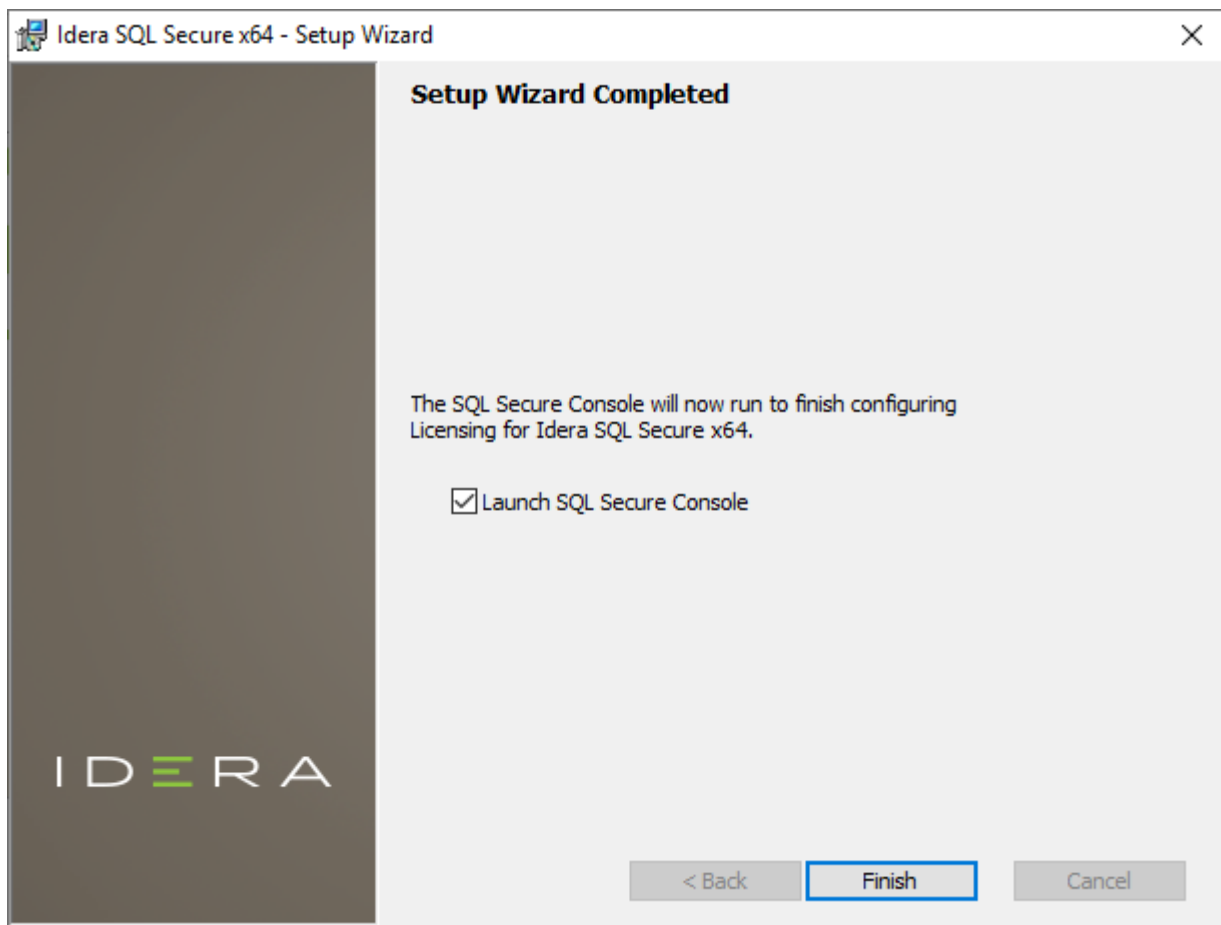 Idera SQL Secure x64 - Setup Wizard
Setup Wizard Completed
The SQL Secure Console will now run to finish configuring
Licensing for Idera SQL Secure x64.
Launch SQL Secure Console
IDERA
< Back
Finish
Cancel